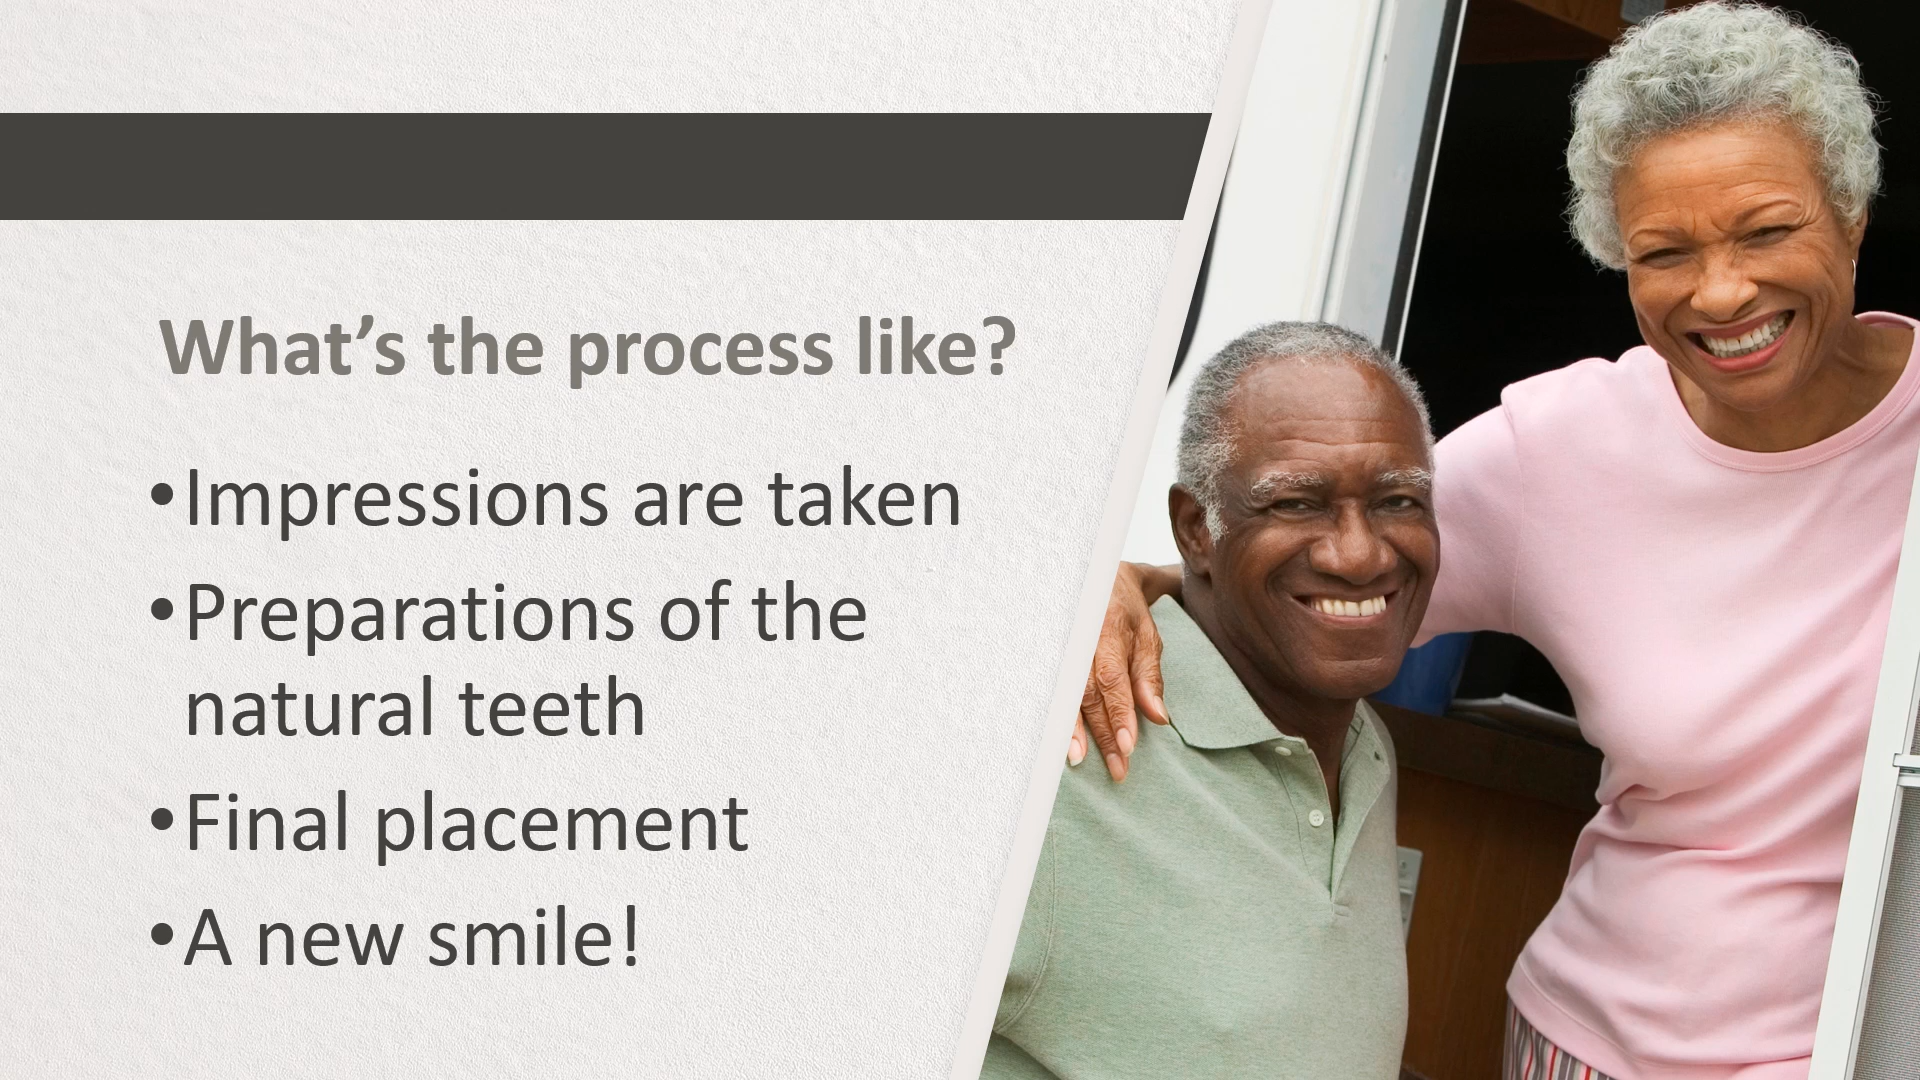 What’s the process like?
•Impressions are taken
•Preparations of the
natural teeth
•Final placement
•A new smile!